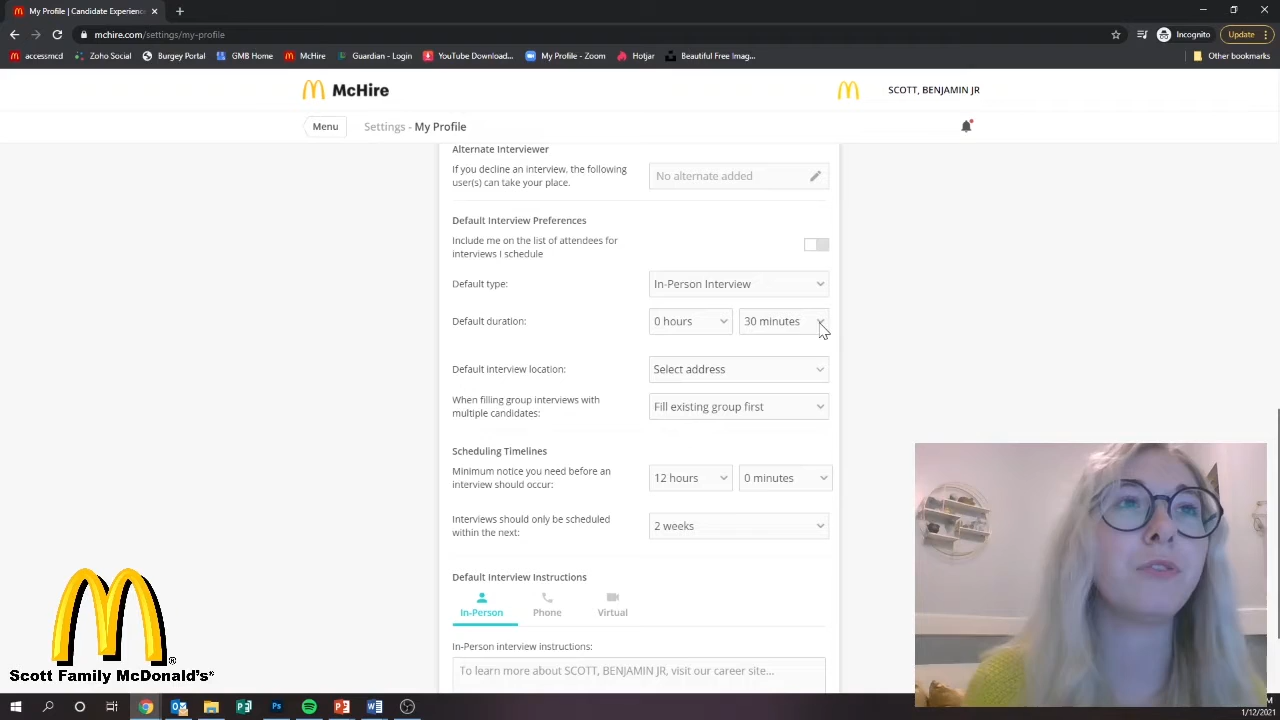 My Profile | Candidate Experienc
mchire.com/settings/my-profile
Incognito
Update
accessmcd
Zoho Social
Burgey Portal
GMB Home
McHire
Guardian - Login
YouTube Download...
My Profile - Zoom
Hotjar
Beautiful Free Imag...
Other bookmarks
McHire
SCOTT, BENJAMIN JR
Menu
Settings - My Profile
Alternate Interviewer
If you decline an interview, the following
user(s) can take your place.
No alternate added
Default Interview Preferences
Include me on the list of attendees for
interviews I schedule
Default type:
In-Person Interview
Default duration:
0 hours
30 minutes
Default interview location:
Select address
When filling group interviews with
multiple candidates:
Fill existing group first
Scheduling Timelines
Minimum notice you need before an
interview should occur:
12 hours
0 minutes
Interviews should only be scheduled
within the next:
2 weeks
Default Interview Instructions
In-Person
Phone
Virtual
In-Person interview instructions:
To learn more about SCOTT, BENJAMIN JR, visit our career site...
Scott Family McDonald's®
1/12/2021